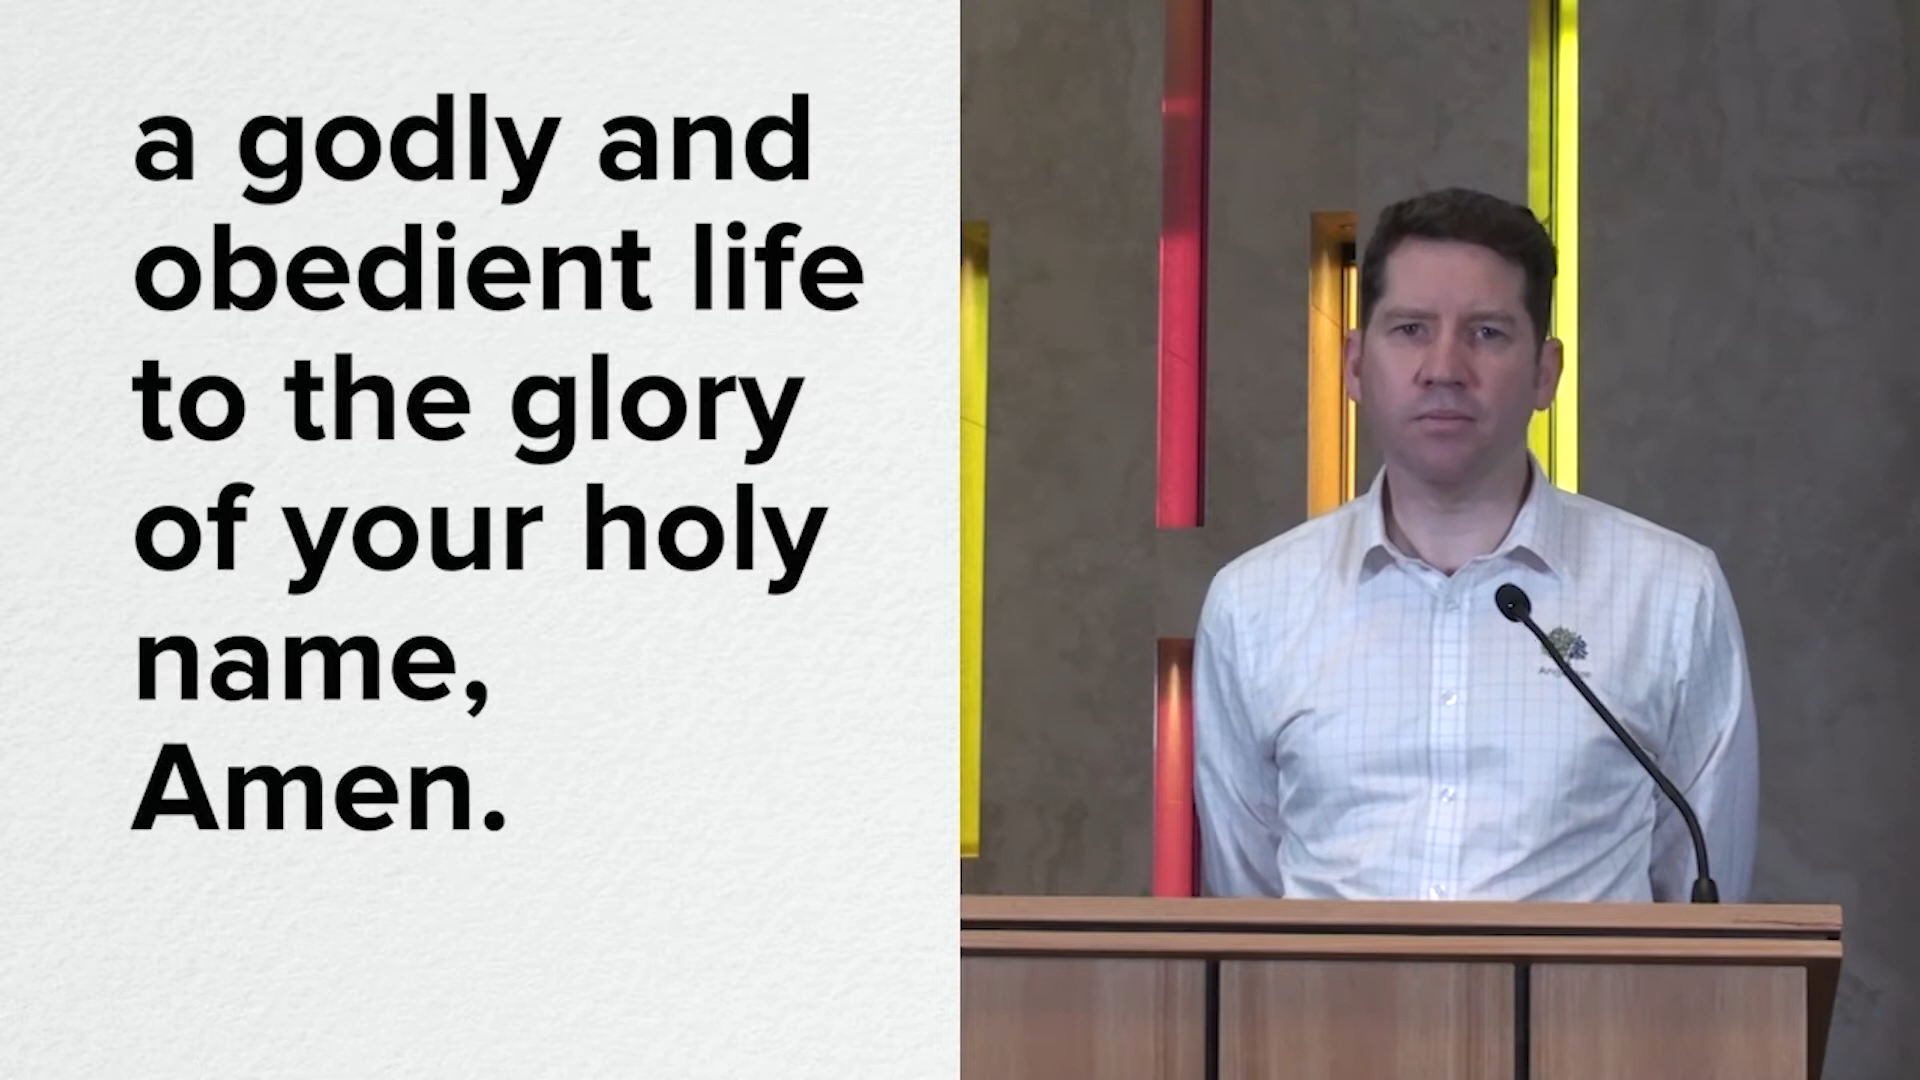 a godly and
obedient life
to the glory
of your holy
name,
Amen.